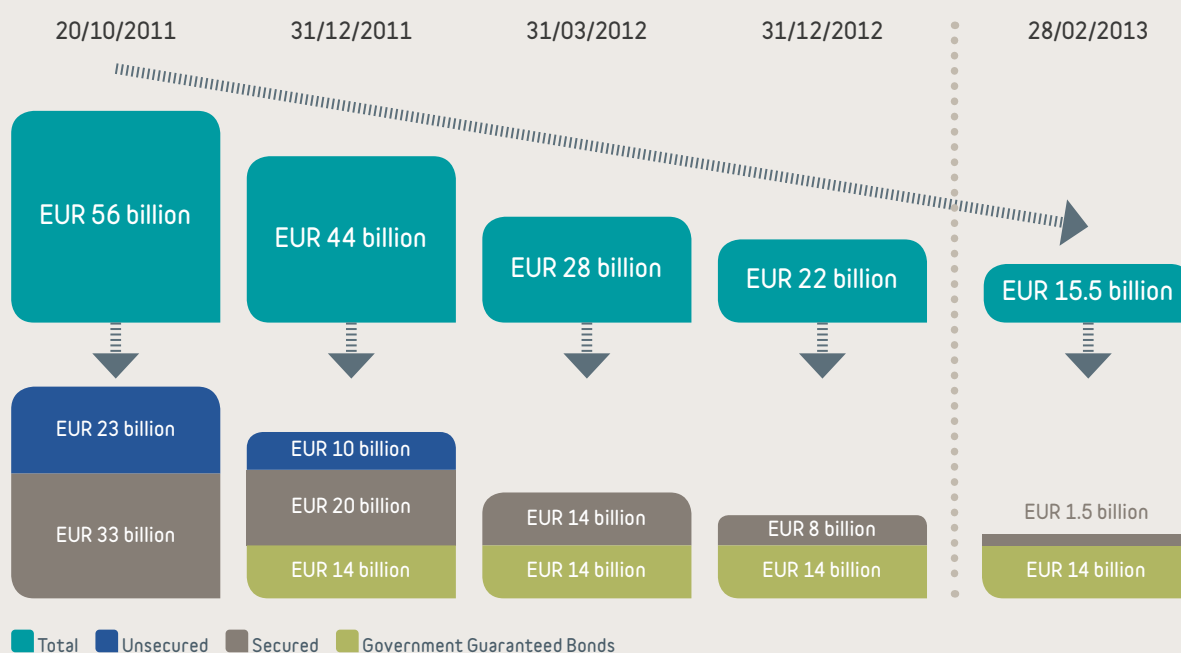 20/10/2011 31/12/2011 31/03/2012 31/12/2012 28/02/2013
EUR 56 billion
EUR 44 billion
EUR 28 billion
EUR 22 billion
EUR 15.5 billion
EUR 23 billion
EUR 33 billion
EUR 10 billion
EUR 20 billion
EUR 14 billion
EUR 14 billion
EUR 14 billion
EUR 8 billion
EUR 14 billion
EUR 1.5 billion
EUR 14 billion
Total Unsecured Secured Government Guaranteed Bonds